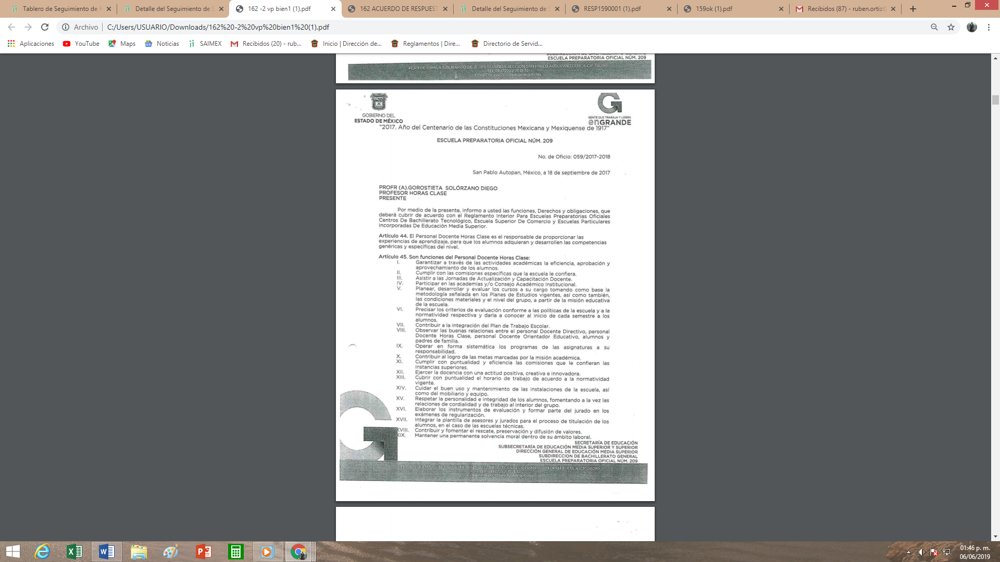 Tablero de Seguimiento de
Detalle del Seguimiento de
162 -2 vp bien1 (1).pdf
162 ACUERDO DE RESPUEST
Detalle del Seguimiento de
RESP1590001 (1).pdf
159ok (1).pdf
Recibidos (87) - ruben.ortiz
Archivo
C:/Users/USUARIO/Downloads/162%20-2%20vp%20bien1%20(1).pdf
Aplicaciones
YouTube
Maps
Noticias
SAIMEX
Recibidos (20) - rub...
Inicio | Dirección de...
Reglamentos | Dire...
Directorio de Servid...
SUBDIRECCIÓN DE BACHILLERATO GENERAL
ESCUELA PREPARATORIA OFICIAL NÚM. 209
PLAN DE IGUALA S/N, BARRIO DE JESÚS SEGUNDA SECCIÓN SAN PABLO AUTOPAN TOLUCA C.P. 50290
TEL 01 (722) 2 71 71 32
CORREO: epo209@edugem.gob.mx
GOBIERNO DEL
ESTADO DE MÉXICO
GENTE QUE TRABAJA Y LOGRA
enGRANDE
"2017. Año del Centenario de las Constituciones Mexicana y Mexiquense de 1917"
ESCUELA PREPARATORIA OFICIAL NÚM. 209
No. de Oficio: 059/2017-2018
San Pablo Autopan, México, a 18 de septiembre de 2017
PROFR (A).GOROSTIETA SOLÓRZANO DIEGO
PROFESOR HORAS CLASE
PRESENTE
Por medio de la presente, informo a usted las funciones, Derechos y obligaciones, que
deberá cubrir de acuerdo con el Reglamento Interior Para Escuelas Preparatorias Oficiales
Centros De Bachillerato Tecnológico, Escuela Superior De Comercio y Escuelas Particulares
Incorporadas De Educación Media Superior.
Artículo 44. El Personal Docente Horas Clase es el responsable de proporcionar las
experiencias de aprendizaje, para que los alumnos adquieran y desarrollen las competencias
genéricas y específicas del nivel.
Artículo 45. Son funciones del Personal Docente Horas Clase:
I. Garantizar a través de las actividades académicas la eficiencia, aprobación y
aprovechamiento de los alumnos.
II. Cumplir con las comisiones específicas que la escuela le confiera.
III. Asistir a las Jornadas de Actualización y Capacitación Docente.
IV. Participar en las academias y/o Consejo Académico Institucional.
V. Planear, desarrollar y evaluar los cursos a su cargo tomando como base la
metodología señalada en los Planes de Estudios vigentes, así como también,
las condiciones materiales y el nivel del grupo, a partir de la misión educativa
de la escuela.
VI. Precisar los criterios de evaluación conforme a las políticas de la escuela y a la
normatividad respectiva y darla a conocer al inicio de cada semestre a los
alumnos.
VII. Contribuir a la integración del Plan de Trabajo Escolar.
VIII. Observar las buenas relaciones entre el personal Docente Directivo, personal
Docente Horas Clase, personal Docente Orientador Educativo, alumnos y
padres de familia.
IX. Operar en forma sistemática los programas de las asignaturas a su
responsabilidad.
X. Contribuir al logro de las metas marcadas por la misión académica.
XI. Cumplir con puntualidad y eficiencia las comisiones que le confieran las
instancias superiores.
XII. Ejercer la docencia con una actitud positiva, creativa e innovadora.
XIII. Cubrir con puntualidad el horario de trabajo de acuerdo a la normatividad
vigente.
XIV. Cuidar el buen uso y mantenimiento de las instalaciones de la escuela, así
como del mobiliario y equipo.
XV. Respetar la personalidad e integridad de los alumnos, fomentando a la vez las
relaciones de cordialidad y de trabajo al interior del grupo.
XVI. Elaborar los instrumentos de evaluación y formar parte del jurado en los
exámenes de regularización.
XVII. Integrar la plantilla de asesores y jurados para el proceso de titulación de los
alumnos, en el caso de las escuelas técnicas.
XVIII. Contribuir y fomentar el rescate, preservación y difusión de valores.
XIX. Mantener una permanente solvencia moral dentro de su ámbito laboral.
SECRETARÍA DE EDUCACIÓN
SUBSECRETARÍA DE EDUCACIÓN MEDIA SUPERIOR Y SUPERIOR
DIRECCIÓN GENERAL DE EDUCACIÓN MEDIA SUPERIOR
SUBDIRECCIÓN DE BACHILLERATO GENERAL
ESCUELA PREPARATORIA OFICIAL NÚM. 209
PLAN DE IGUALA S/N, BARRIO DE JESÚS SEGUNDA SECCIÓN SAN PABLO AUTOPAN TOLUCA C.P. 50290
TEL 01 (722) 2 71 71 32
CORREO: epo209@edugem.gob.mx
01:46 p. m.
06/06/2019